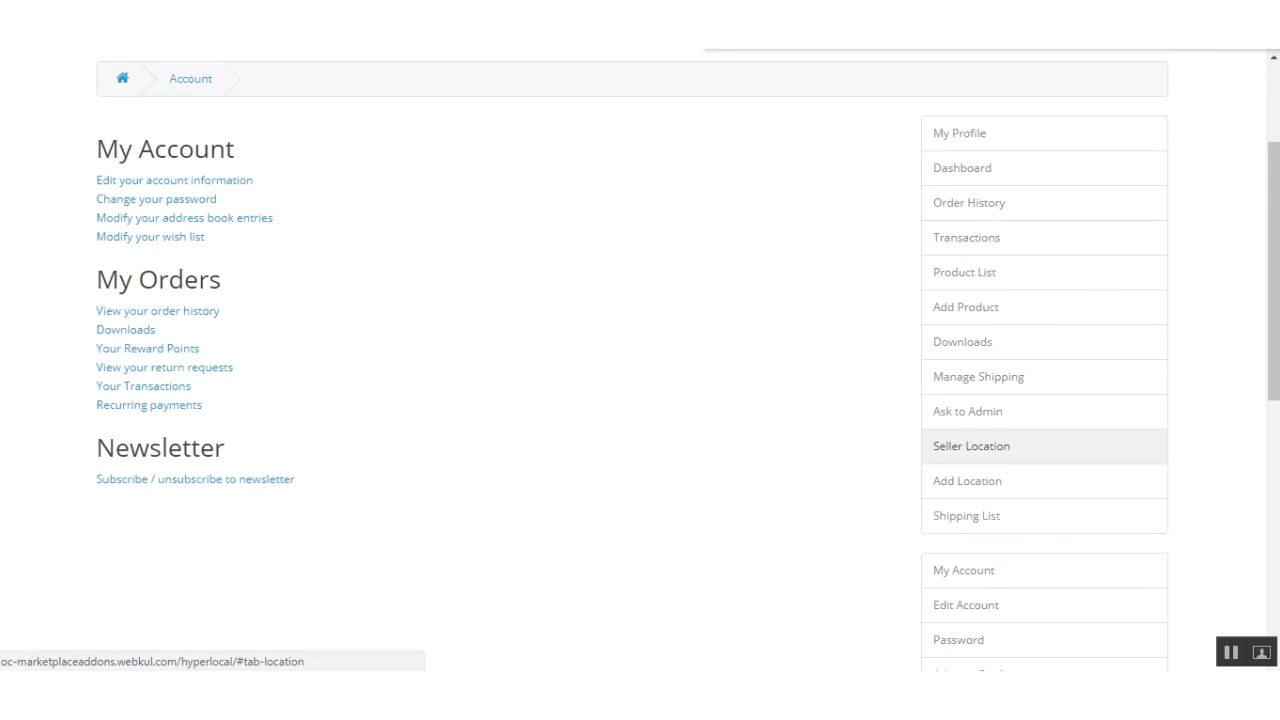 Account
My Account
Edit your account information
Change your password
Modify your address book entries
Modify your wish list
My Orders
View your order history
Downloads
Your Reward Points
View your return requests
Your Transactions
Recurring payments
Newsletter
Subscribe / unsubscribe to newsletter
My Profile
Dashboard
Order History
Transactions
Product List
Add Product
Downloads
Manage Shipping
Ask to Admin
Seller Location
Add Location
Shipping List
My Account
Edit Account
Password
oc-marketplaceaddons.webkul.com/hyperlocal/#tab-location